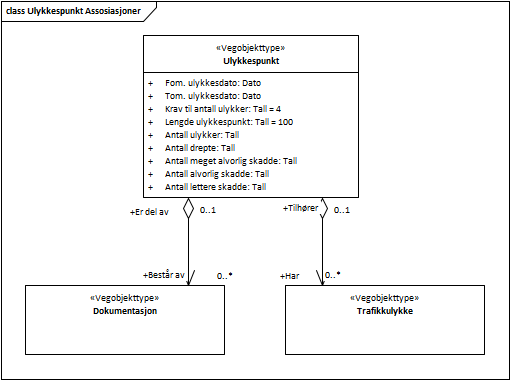 class Ulykkespunkt Assosiasjoner
«Vegobjekttype»
Ulykkespunkt
+ Fom. ulykkesdato: Dato
+ Tom. ulykkesdato: Dato
+ Krav til antall ulykker: Tall = 4
+ Lengde ulykkespunkt: Tall = 100
+ Antall ulykker: Tall
+ Antall drepte: Tall
+ Antall meget alvorlig skadde: Tall
+ Antall alvorlig skadde: Tall
+ Antall lettere skadde: Tall
+Er del av 0..1 +Tilhører 0..1
+Består av 0..* +Har 0..*
«Vegobjekttype»
Dokumentasjon
«Vegobjekttype»
Trafikkulykke